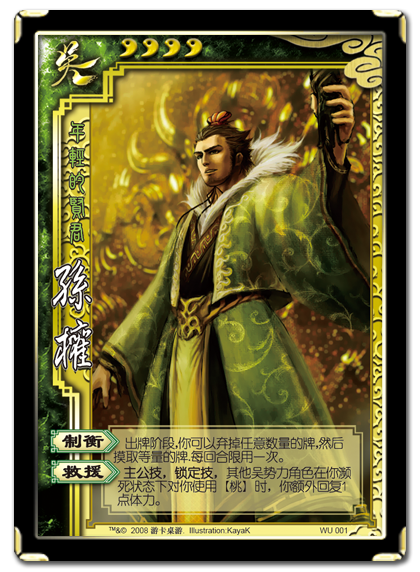 吴
年輕的賢君
孫權
制衡
出牌阶段,你可以弃掉任意数量的牌,然后
摸取等量的牌.每回合限用一次。
救援
主公技，锁定技，其他吴势力角色在你濒
死状态下对你使用【桃】时，你额外回复1
点体力。
™&© 2008 游卡桌游. Illustration:KayaK
WU 001